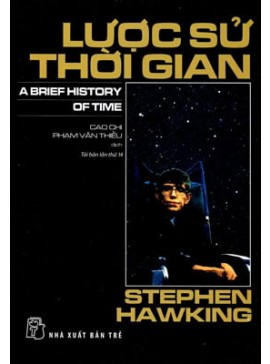 LƯỢC SỬ
THỜI GIAN
A BRIEF HISTORY
OF TIME
CAO CHI
PHẠM VĂN THIỀU
dịch
Tái bản lần thứ 14
STEPHEN
HAWKING
NHÀ XUẤT BẢN TRẺ